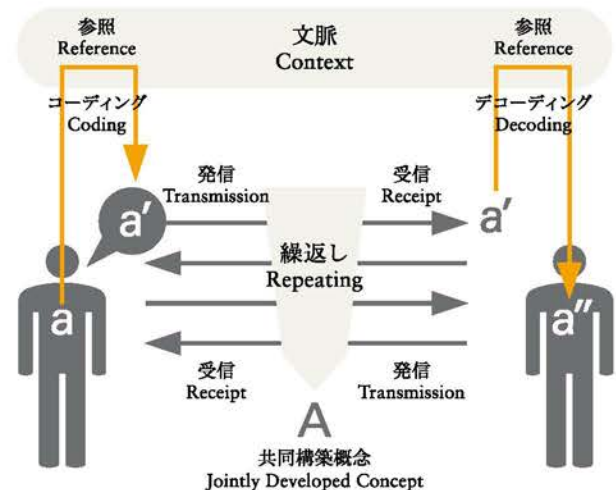 参照
Reference
文脈
Context
参照
Reference
コーディング
Coding
デコーディング
Decoding
発信
Transmission
受信
Receipt
a'
a'
繰返し
Repeating
a
a"
受信
Receipt
発信
Transmission
A
共同構築概念
Jointly Developed Concept